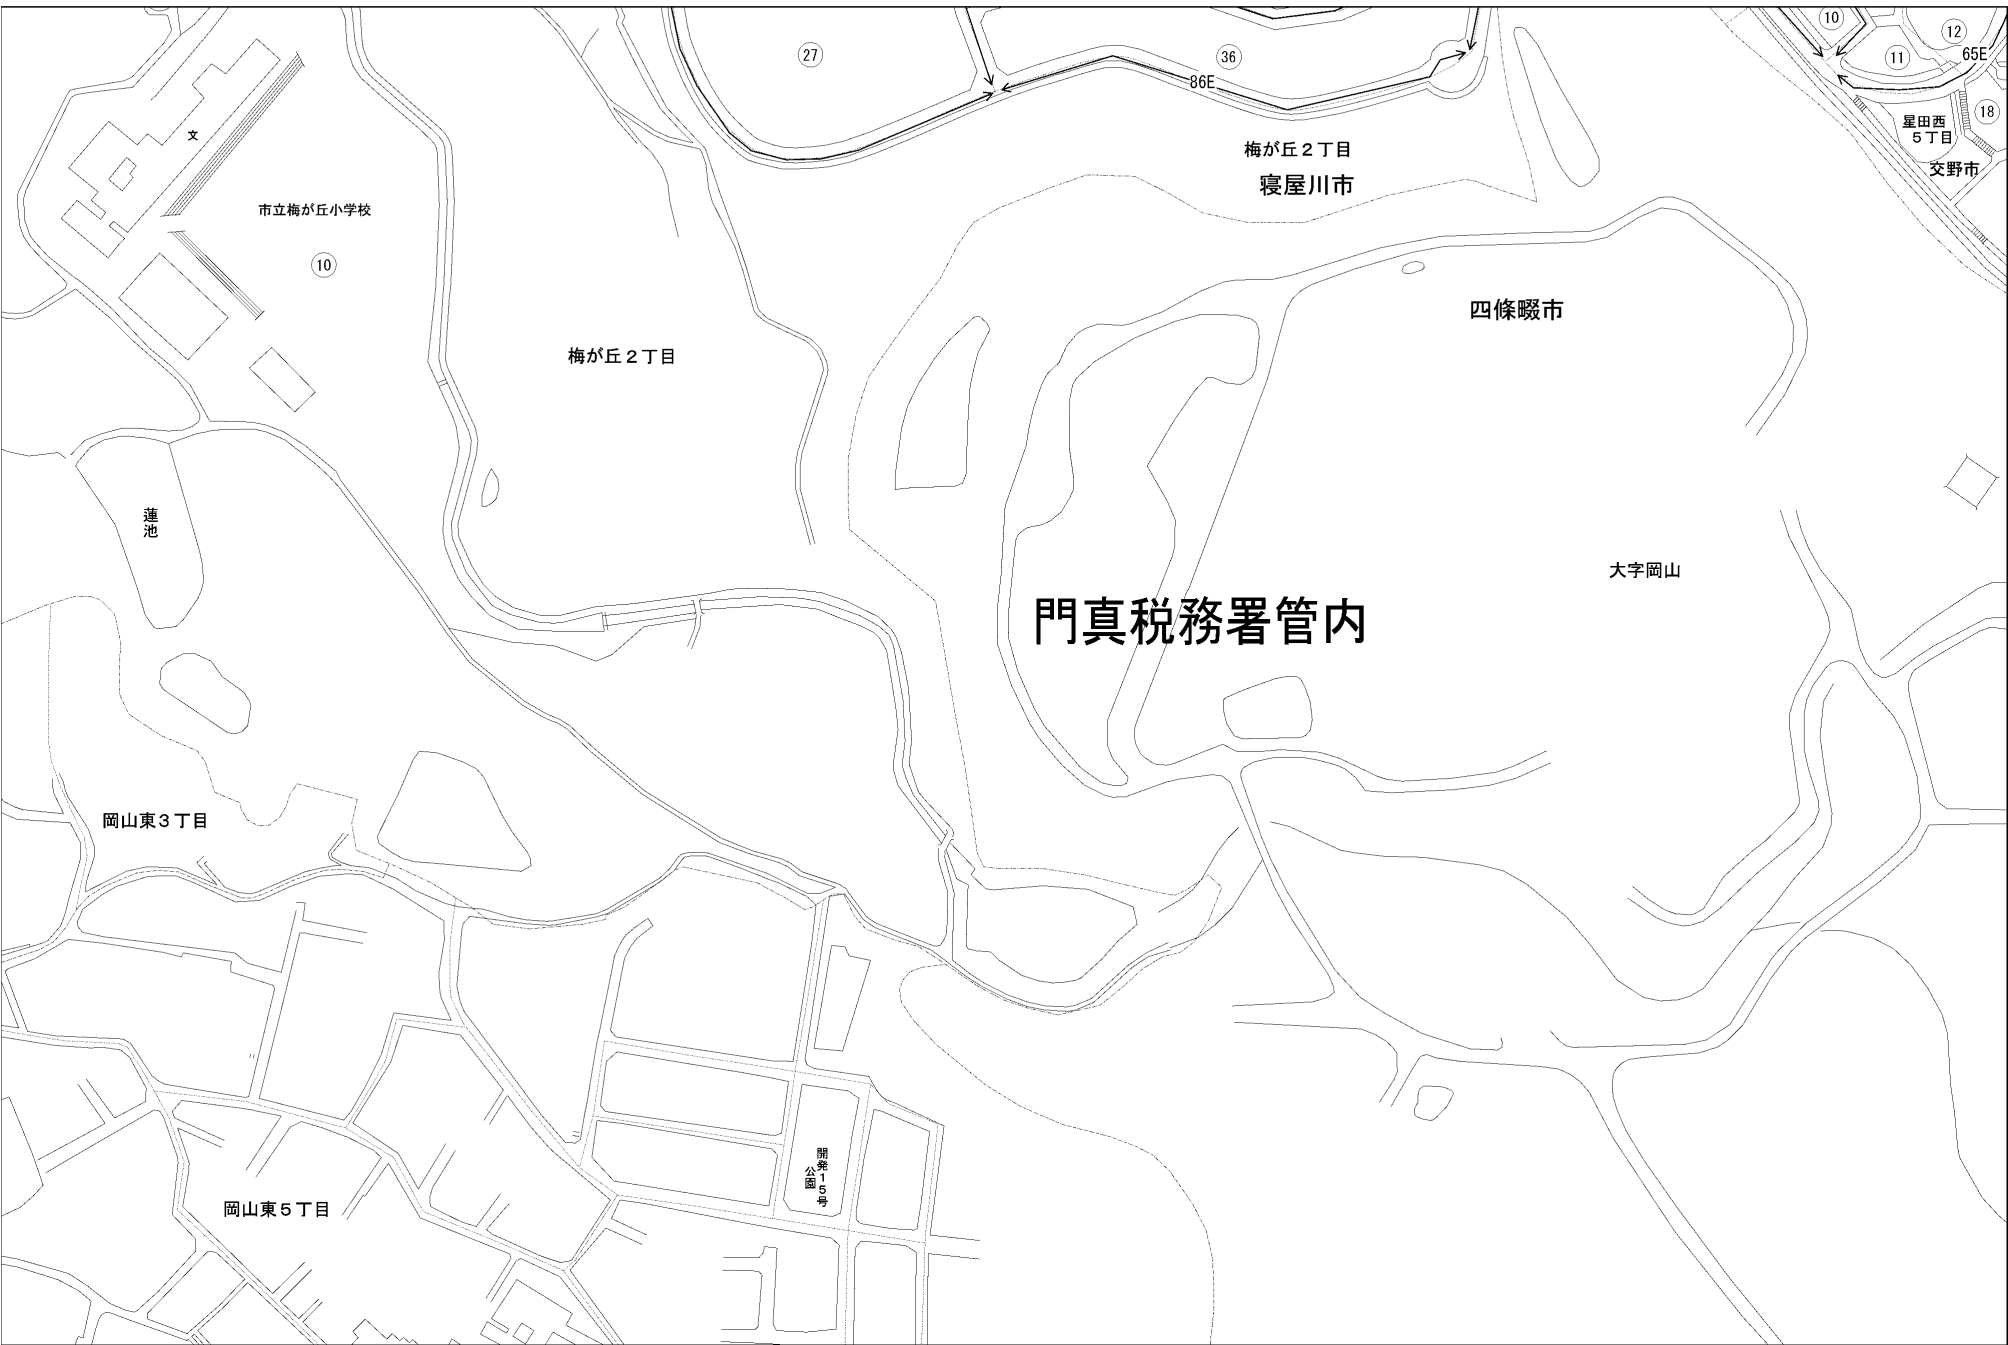 27
36
86E
10
12
11
65E
18
星田西
5丁目
交野市
文
梅が丘2丁目
寝屋川市
市立梅が丘小学校
10
四條畷市
梅が丘2丁目
蓮池
大字岡山
門真税務署管内
岡山東3丁目
開発15号
公園
岡山東5丁目